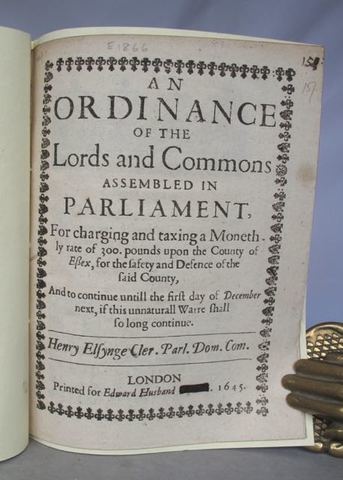 E1866
158
157
AN
ORDINANCE
OF THE
Lords and Commons
ASSEMBLED IN
PARLIAMENT,
For charging and taxing a Moneth-
ly rate of 300. pounds upon the County of
Essex, for the safety and Defence of the
said County,
And to continue untill the first day of December
next, if this unnaturall Warre shall
so long continue.
Henry Elsynge Cler. Parl. Dom. Com.
LONDON
Printed for Edward Husband . 1645.